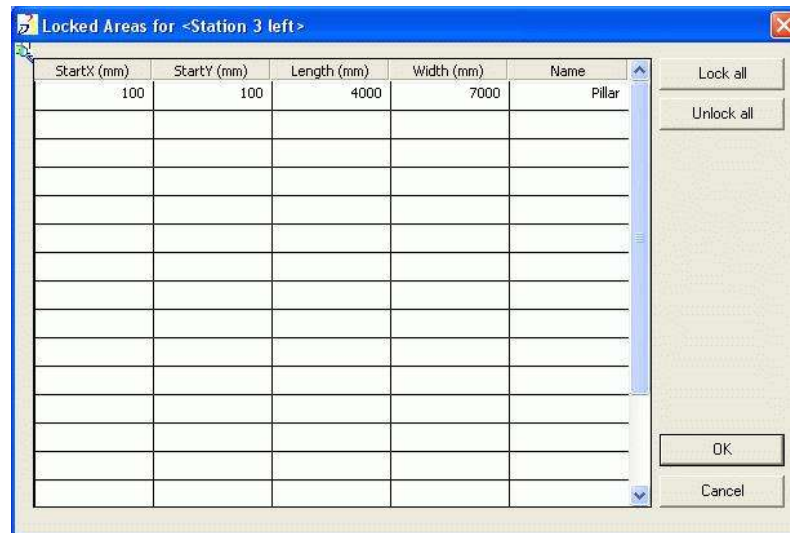 Locked Areas for <Station 3 left>
StartX (mm) StartY (mm) Length (mm) Width (mm) Name
100 100 4000 7000 Pillar
Lock all
Unlock all
OK
Cancel